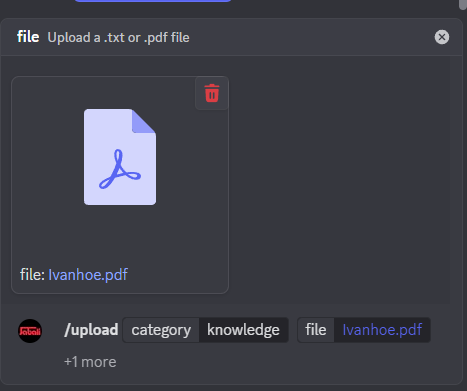 file Upload a .txt or .pdf file
file: Ivanhoe.pdf
/upload category knowledge file Ivanhoe.pdf
+1 more